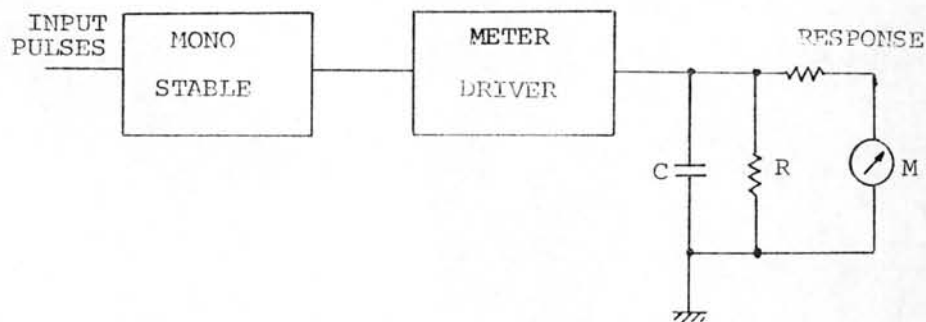 INPUT
PULSES
MONO
STABLE
METER
DRIVER
RESPONSE
C
R
M